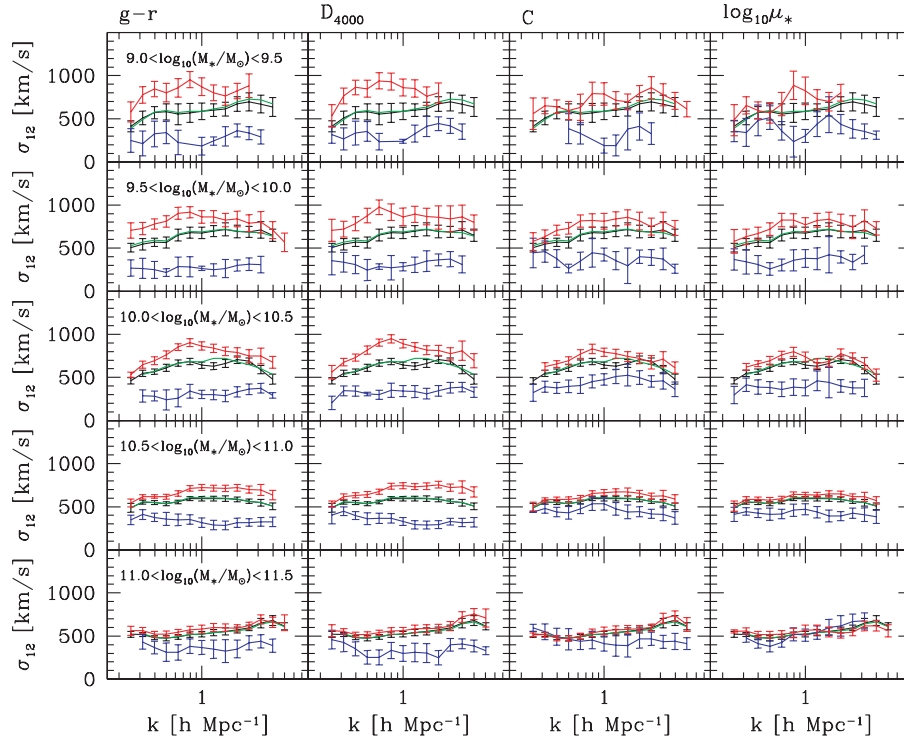 g−r D₄₀₀₀ C log₁₀μ*
σ₁₂ [km/s] 1000 500 0 9.0<log₁₀(M*/M⊙)<9.5
σ₁₂ [km/s] 1000 500 0 9.5<log₁₀(M*/M⊙)<10.0
σ₁₂ [km/s] 1000 500 0 10.0<log₁₀(M*/M⊙)<10.5
σ₁₂ [km/s] 1000 500 0 10.5<log₁₀(M*/M⊙)<11.0
σ₁₂ [km/s] 1000 500 0 11.0<log₁₀(M*/M⊙)<11.5
1 1 1 1
k [h Mpc⁻¹] k [h Mpc⁻¹] k [h Mpc⁻¹] k [h Mpc⁻¹]